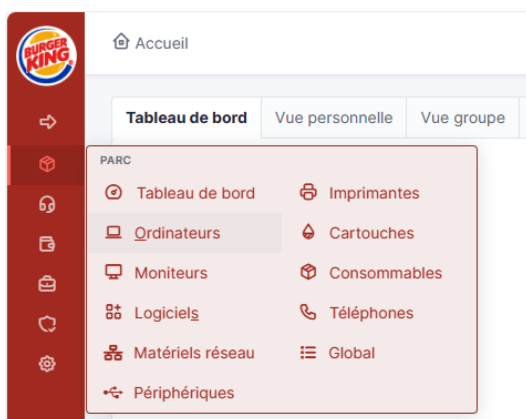 BURGER
KING
Accueil
Tableau de bord
Vue personnelle
Vue groupe
PARC
Tableau de bord
Imprimantes
Ordinateurs
Cartouches
Moniteurs
Consommables
Logiciels
Téléphones
Matériels réseau
Global
Périphériques